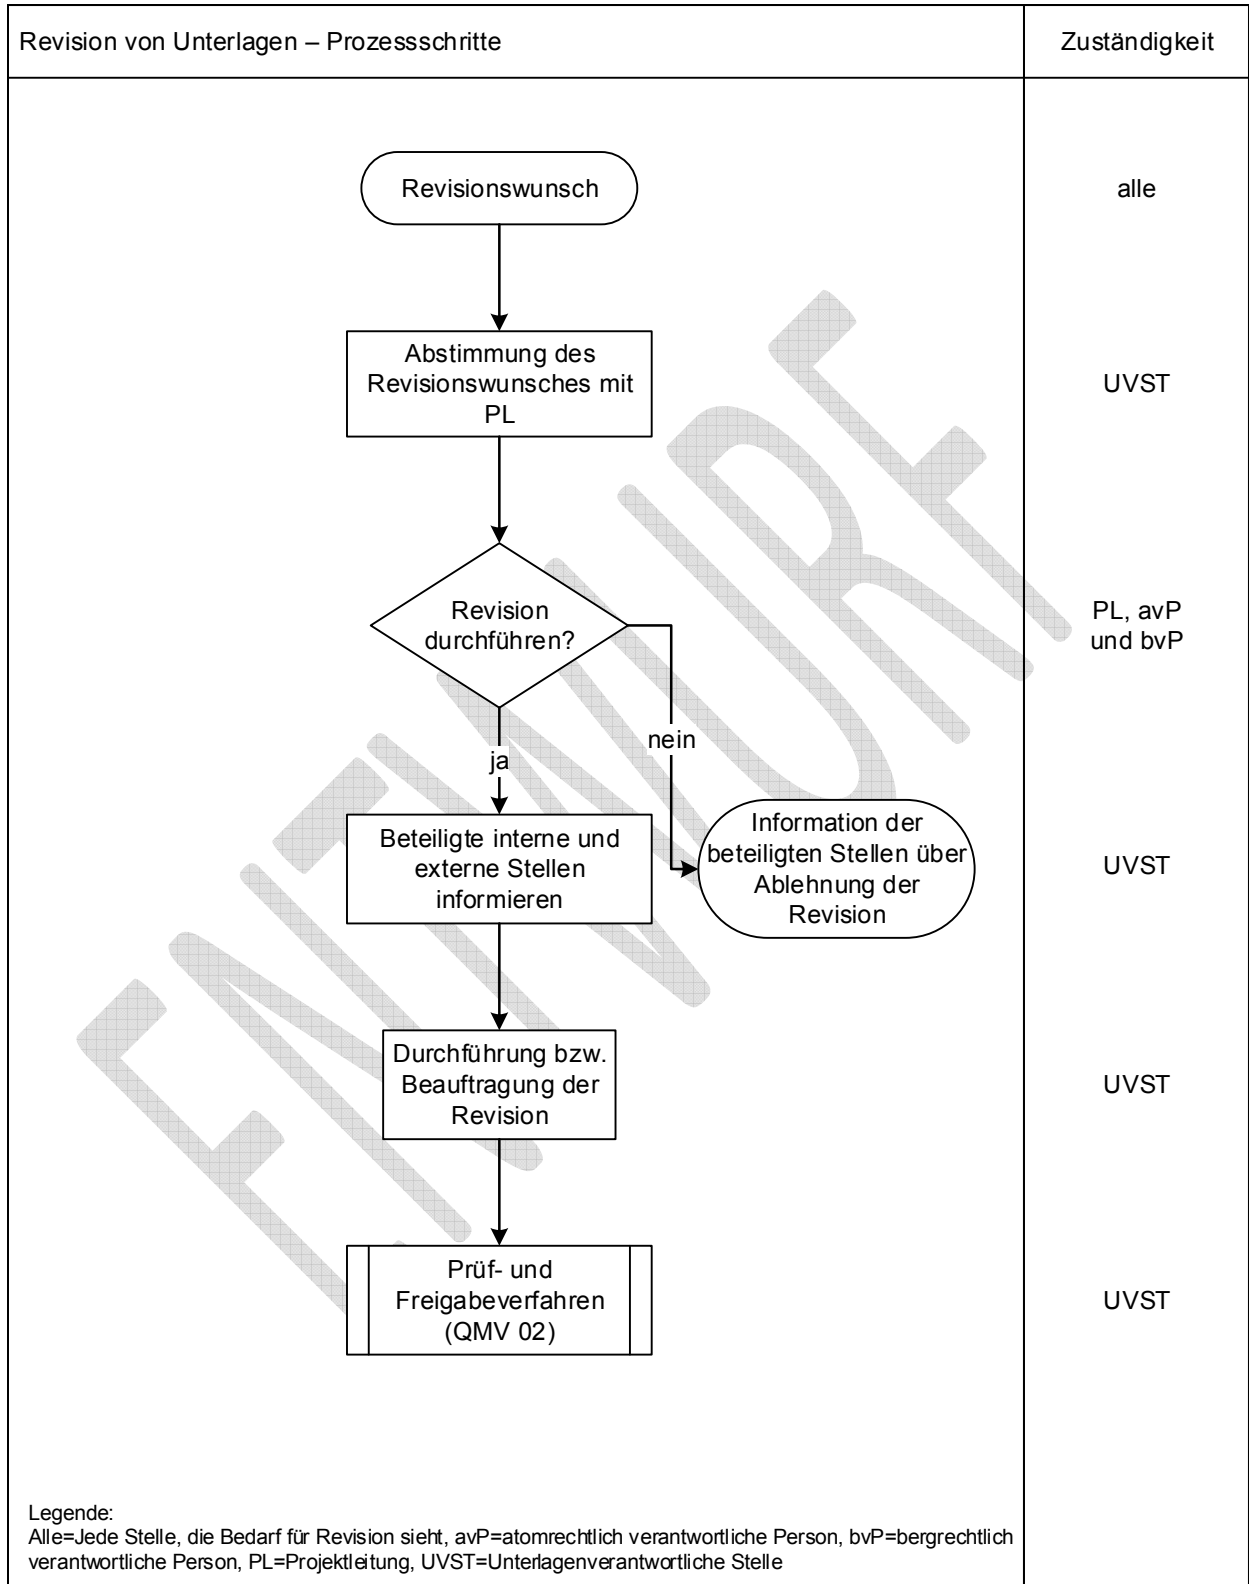 Revision von Unterlagen – Prozessschritte
Zuständigkeit
Revisionswunsch
alle
Abstimmung des
Revisionswunsches mit
PL
UVST
Revision
durchführen?
PL, avP
und bvP
nein
ja
Beteiligte interne und
externe Stellen
informieren
Information der
beteiligten Stellen über
Ablehnung der
Revision
UVST
Durchführung bzw.
Beauftragung der
Revision
UVST
Prüf- und
Freigabeverfahren
(QMV 02)
UVST
ENTWURF
Legende:
Alle=Jede Stelle, die Bedarf für Revision sieht, avP=atomrechtlich verantwortliche Person, bvP=bergrechtlich
verantwortliche Person, PL=Projektleitung, UVST=Unterlagenverantwortliche Stelle